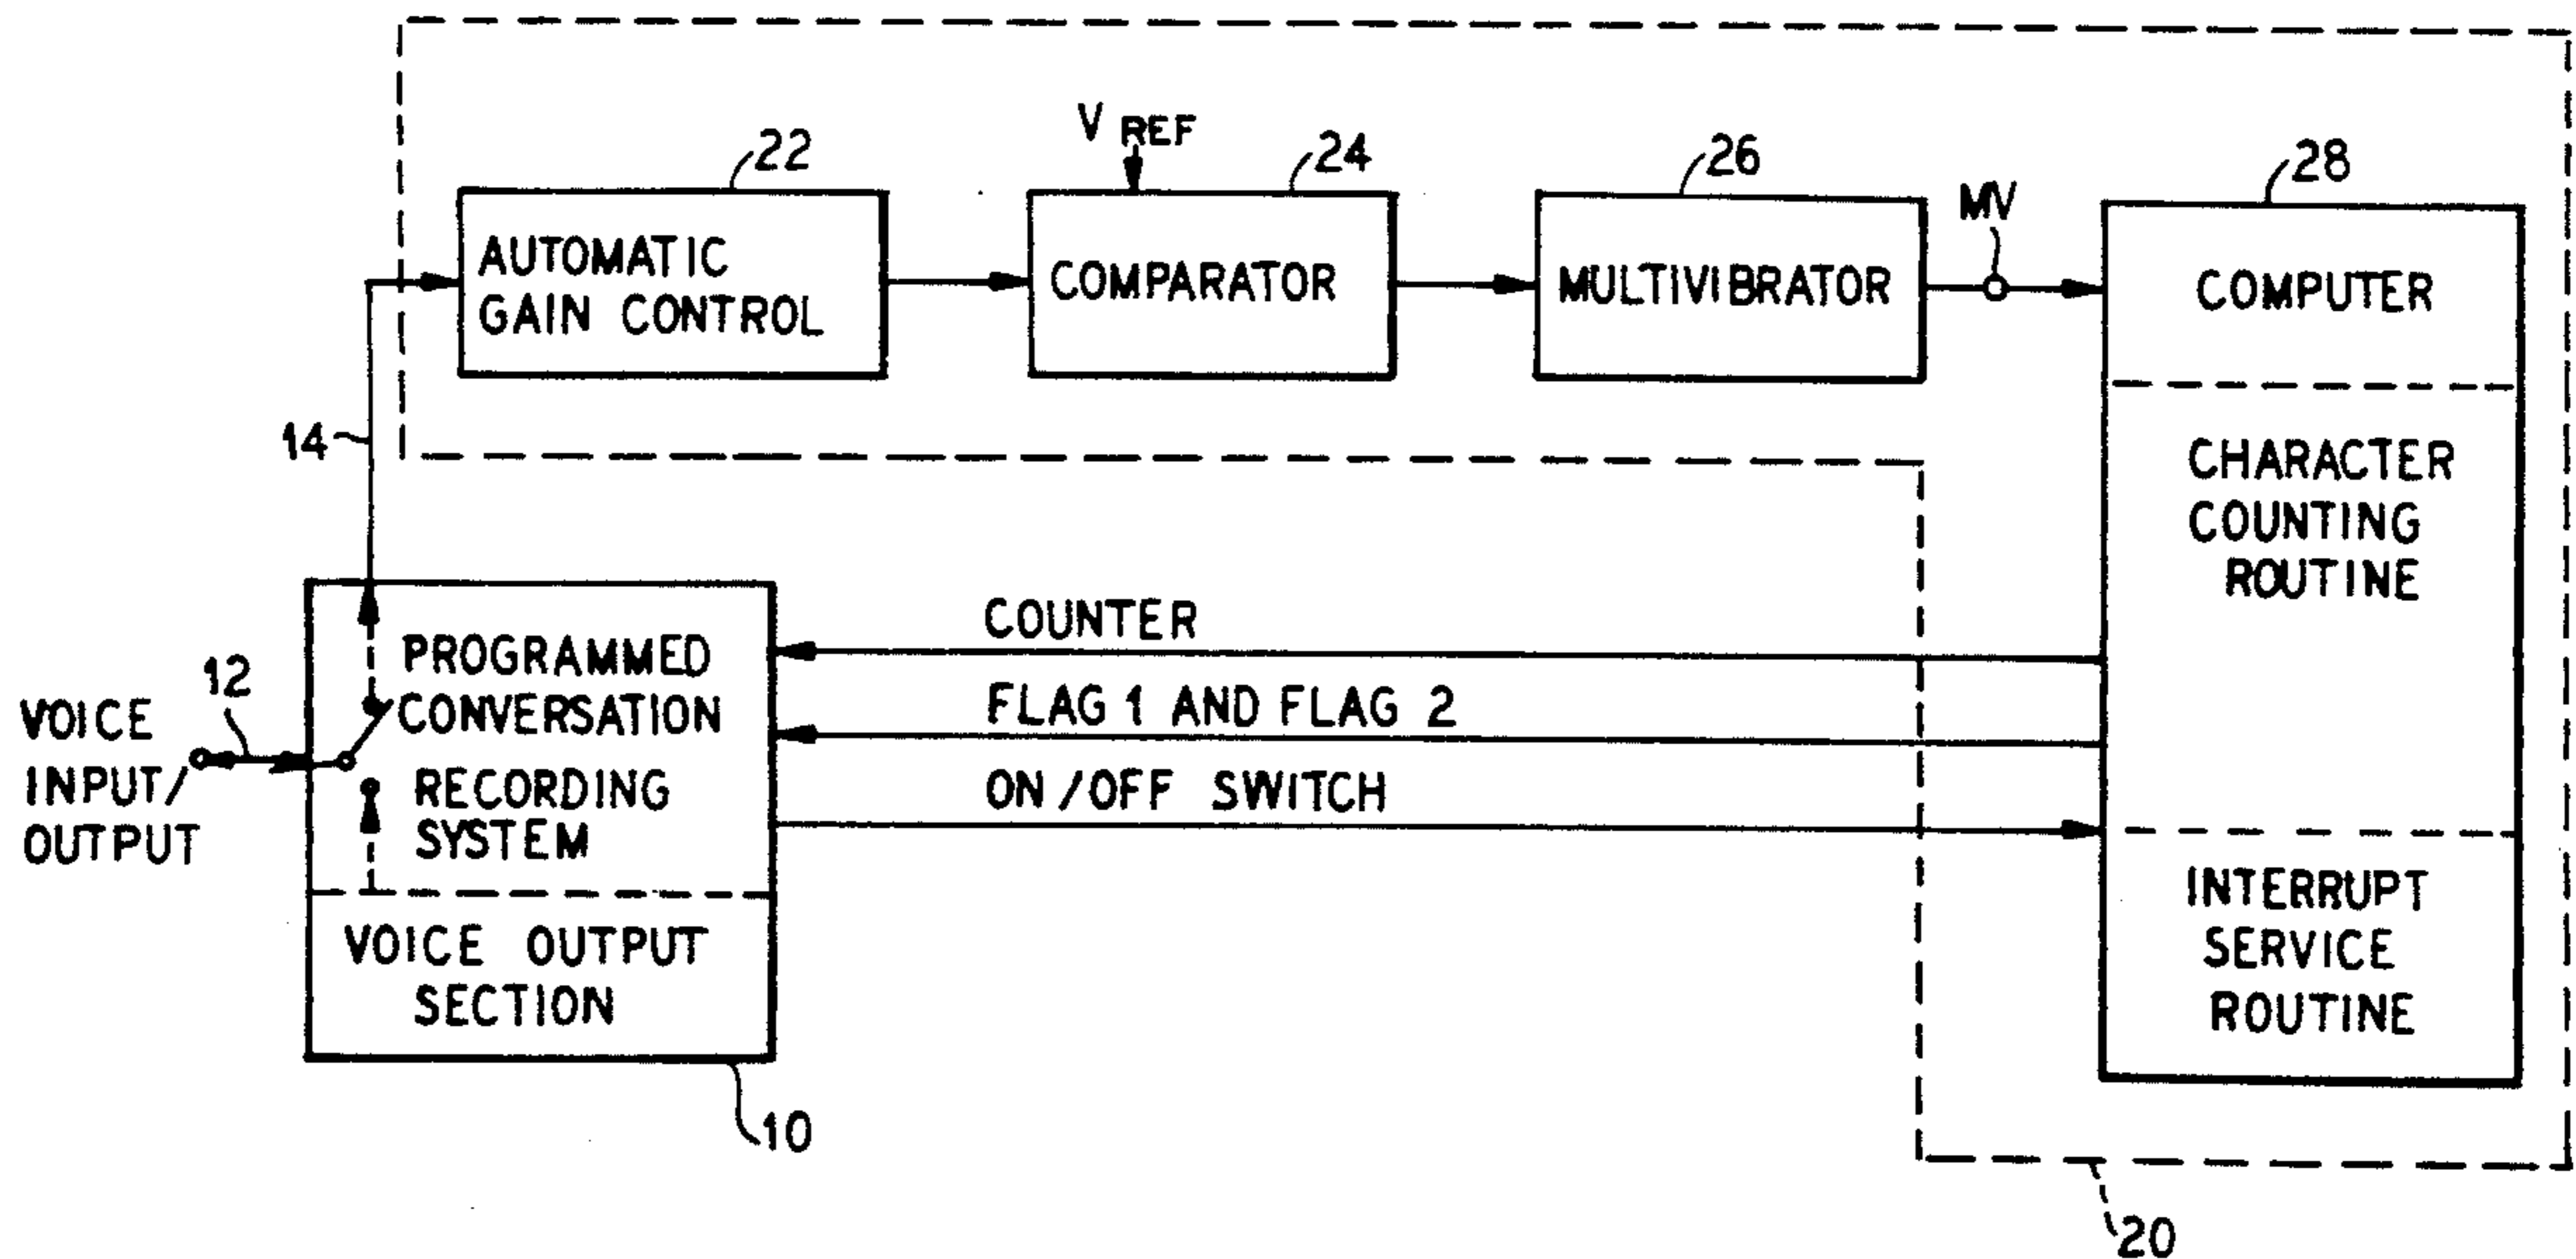 22
V REF
24
26
MV
28
AUTOMATIC
GAIN CONTROL
COMPARATOR
MULTIVIBRATOR
COMPUTER
14
CHARACTER
COUNTING
ROUTINE
12
VOICE
INPUT/
OUTPUT
PROGRAMMED
CONVERSATION
RECORDING
SYSTEM
COUNTER
FLAG 1 AND FLAG 2
ON/OFF SWITCH
VOICE OUTPUT
SECTION
INTERRUPT
SERVICE
ROUTINE
10
20